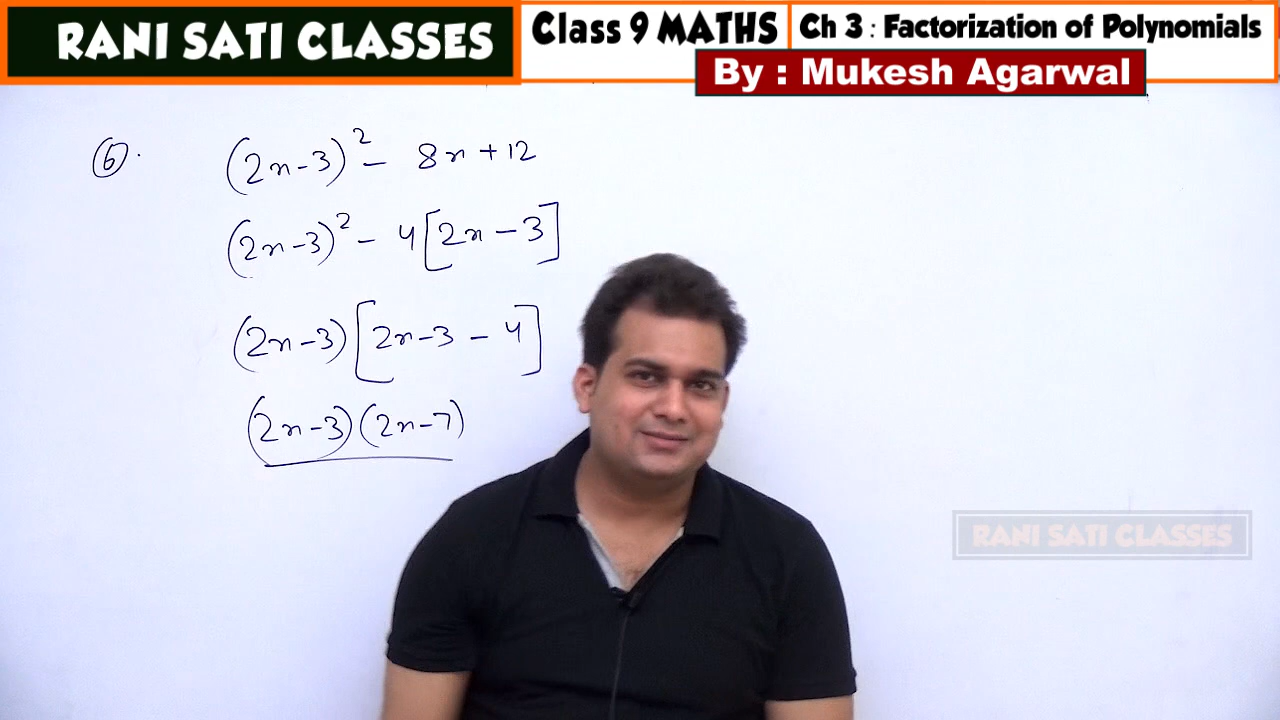 RANI SATI CLASSES
Class 9 MATHS
Ch 3 : Factorization of Polynomials
By : Mukesh Agarwal
⑥. (2x-3)² - 8x + 12
(2x-3)² - 4[2x - 3]
(2x-3)[2x-3 - 4]
(2x-3)(2x-7)
RANI SATI CLASSES